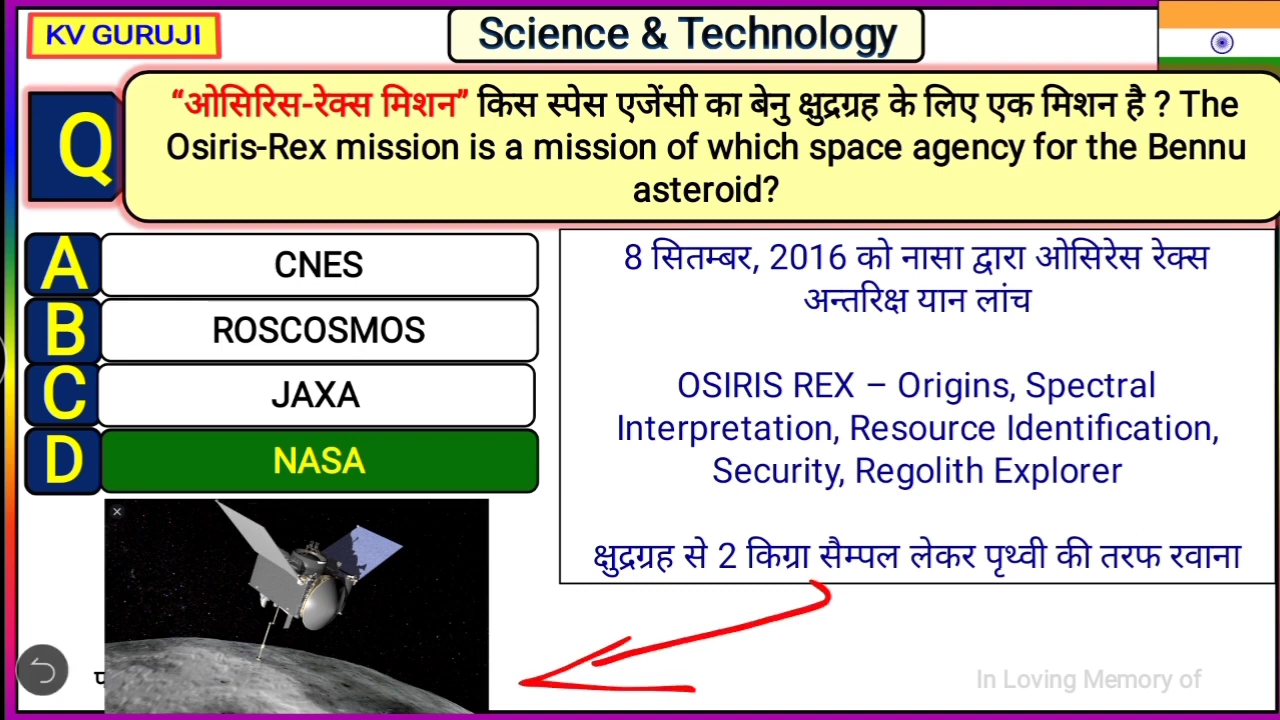 KV GURUJI
Science & Technology
Q
“ओसिरिस-रेक्स मिशन” किस स्पेस एजेंसी का बेनु क्षुद्रग्रह के लिए एक मिशन है ? The
Osiris-Rex mission is a mission of which space agency for the Bennu
asteroid?
A
CNES
B
ROSCOSMOS
C
JAXA
D
NASA
8 सितम्बर, 2016 को नासा द्वारा ओसिरेस रेक्स
अन्तरिक्ष यान लांच
OSIRIS REX – Origins, Spectral
Interpretation, Resource Identification,
Security, Regolith Explorer
क्षुद्रग्रह से 2 किग्रा सैम्पल लेकर पृथ्वी की तरफ रवाना
In Loving Memory of